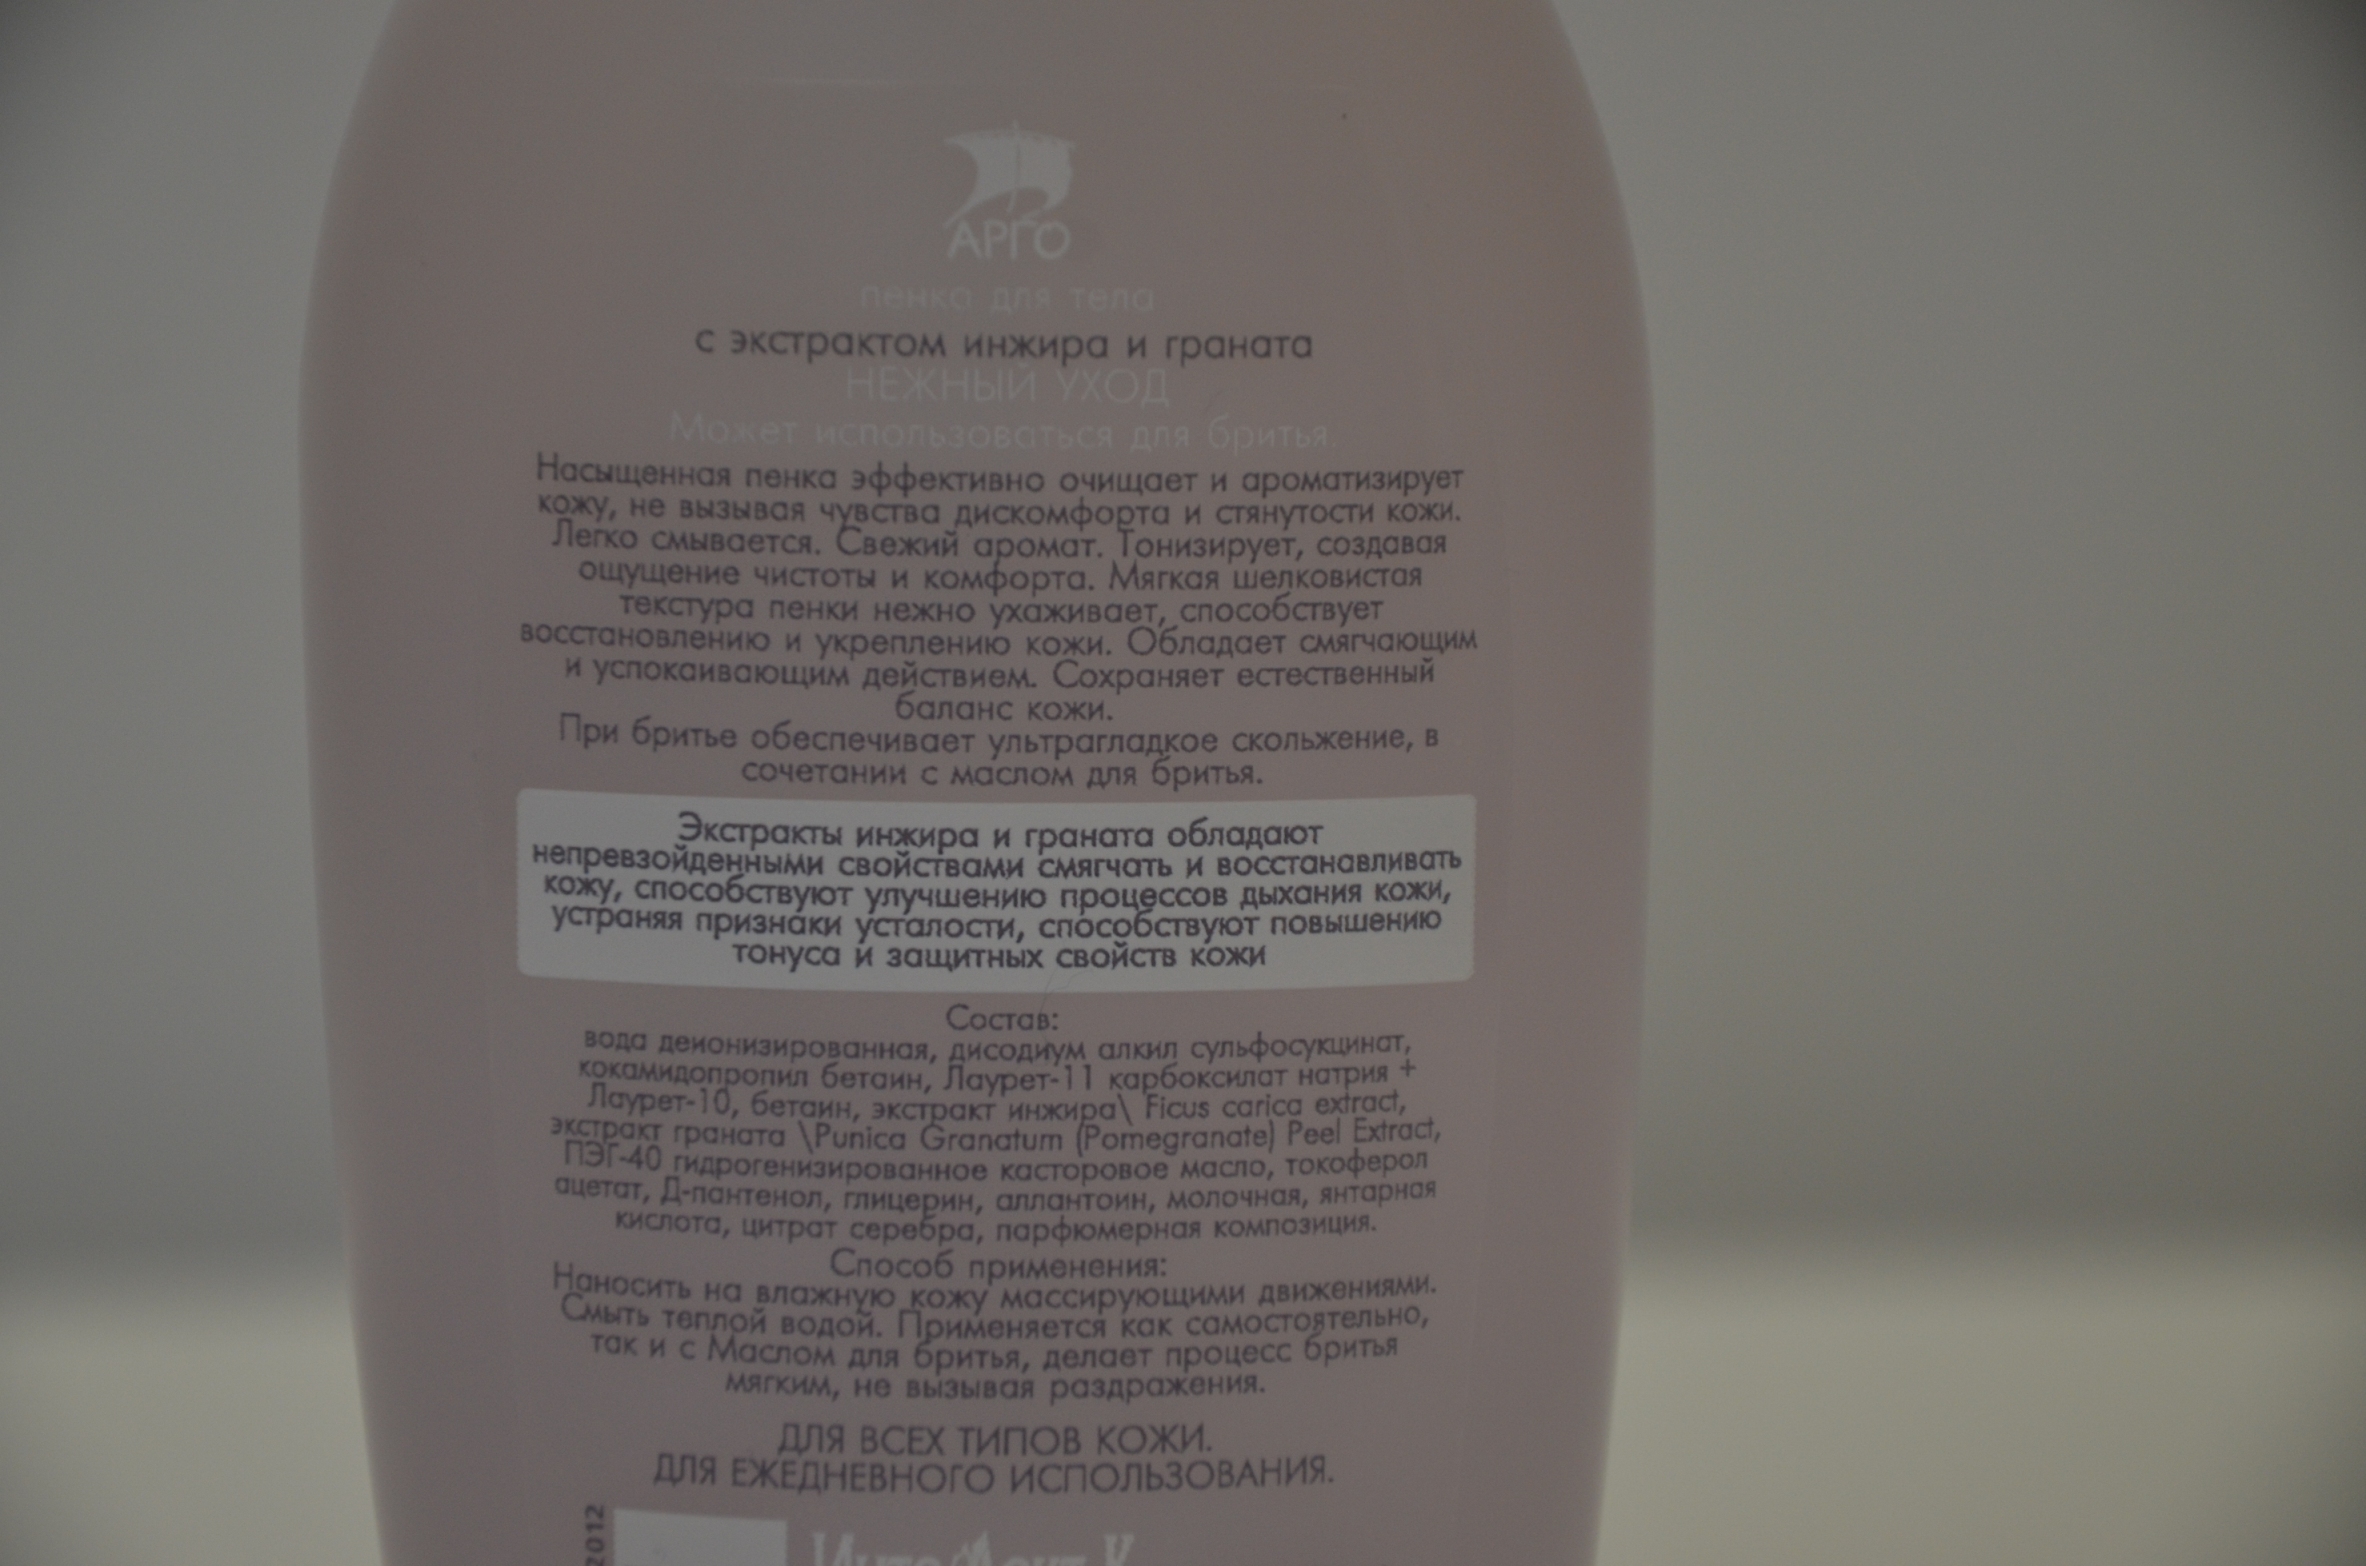 АРГО
пенка для тела
с экстрактом инжира и граната
НЕЖНЫЙ УХОД
Может использоваться для бритья.
Насыщенная пенка эффективно очищает и ароматизирует
кожу, не вызывая чувства дискомфорта и стянутости кожи.
Легко смывается. Свежий аромат. Тонизирует, создавая
ощущение чистоты и комфорта. Мягкая шелковистая
текстура пенки нежно ухаживает, способствует
восстановлению и укреплению кожи. Обладает смягчающим
и успокаивающим действием. Сохраняет естественный
баланс кожи.
При бритье обеспечивает ультрагладкое скольжение, в
сочетании с маслом для бритья.
Экстракты инжира и граната обладают
непревзойденными свойствами смягчать и восстанавливать
кожу, способствуют улучшению процессов дыхания кожи,
устраняя признаки усталости, способствуют повышению
тонуса и защитных свойств кожи
Состав:
вода деионизированная, дисодиум алкил сульфосукцинат,
кокамидопропил бетаин, Лаурет-11 карбоксилат натрия +
Лаурет-10, бетаин, экстракт инжира\ Ficus carica extract,
экстракт граната \Punica Granatum (Pomegranate) Peel Extract,
ПЭГ-40 гидрогенизированное касторовое масло, токоферол
ацетат, Д-пантенол, глицерин, аллантоин, молочная, янтарная
кислота, цитрат серебра, парфюмерная композиция.
Способ применения:
Наносить на влажную кожу массирующими движениями.
Смыть теплой водой. Применяется как самостоятельно,
так и с Маслом для бритья, делает процесс бритья
мягким, не вызывая раздражения.
ДЛЯ ВСЕХ ТИПОВ КОЖИ.
ДЛЯ ЕЖЕДНЕВНОГО ИСПОЛЬЗОВАНИЯ.
2012